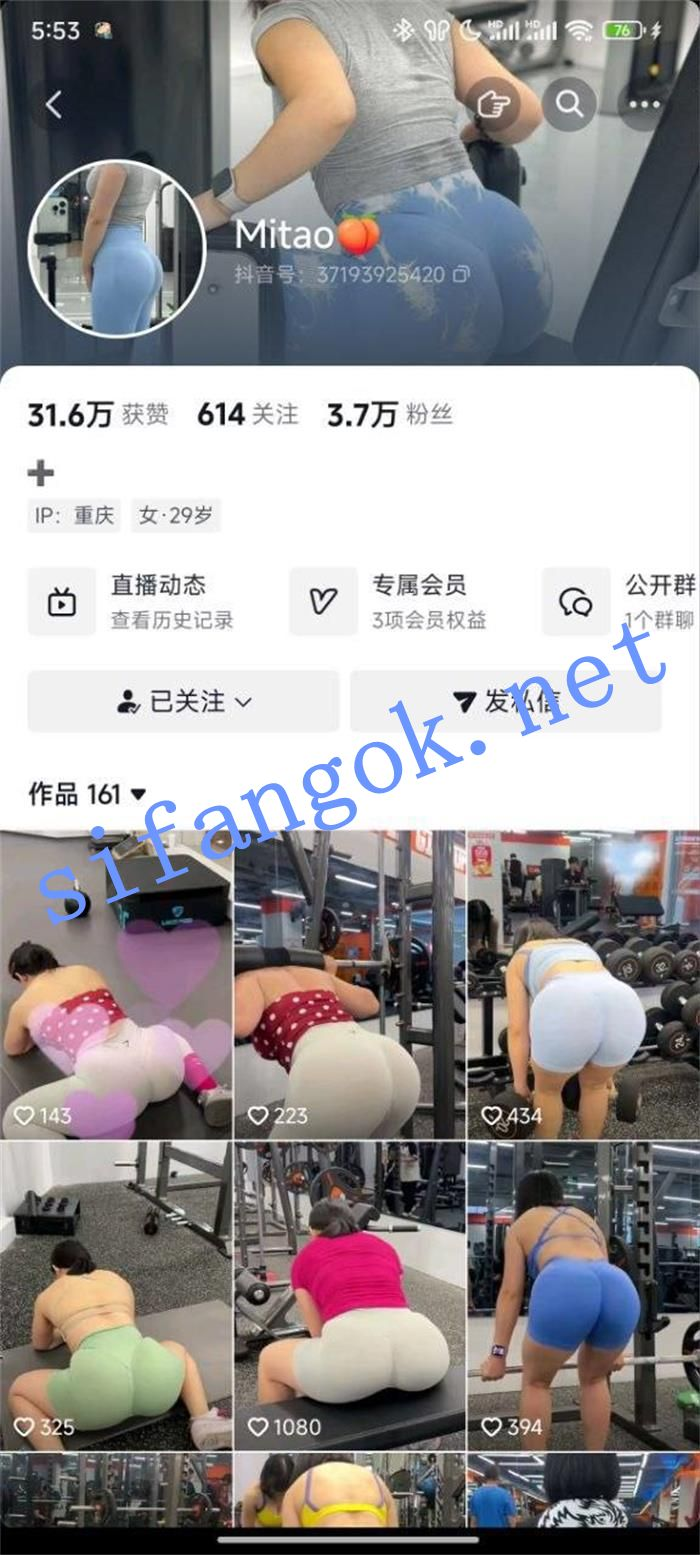 5:53
HD HD 76
Mitao🍑
抖音号：37193925420
31.6万 获赞 614 关注 3.7万 粉丝
➕
IP：重庆 女·29岁
直播动态 专属会员 公开群
查看历史记录 3项会员权益 1个群聊
已关注 发私信
sifangok.net
作品 161
143 223 434
325 1080 394